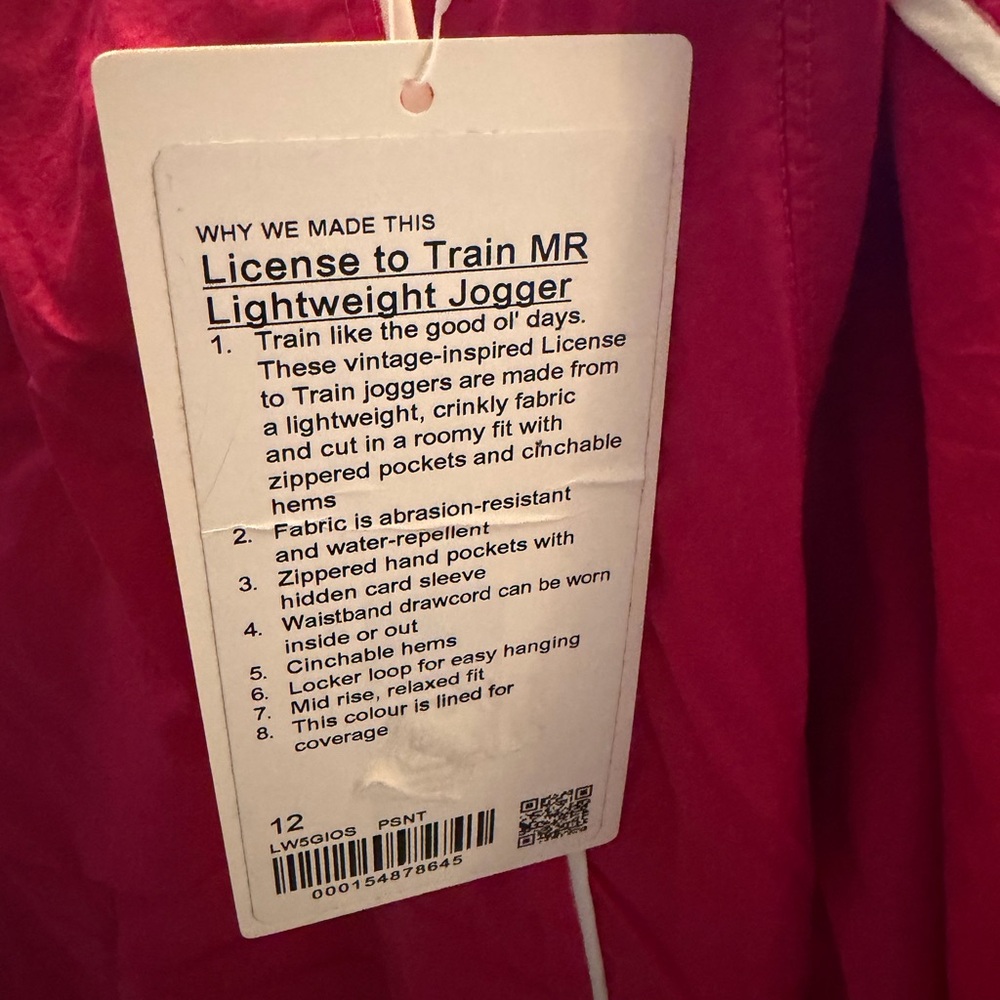 WHY WE MADE THIS
License to Train MR
Lightweight Jogger
1. Train like the good ol' days.
These vintage-inspired License
to Train joggers are made from
a lightweight, crinkly fabric
and cut in a roomy fit with
zippered pockets and cinchable
hems
2. Fabric is abrasion-resistant
and water-repellent
3. Zippered hand pockets with
hidden card sleeve
4. Waistband drawcord can be worn
inside or out
5. Cinchable hems
6. Locker loop for easy hanging
7. Mid rise, relaxed fit
8. This colour is lined for
coverage
12
LW5GIOS PSNT
000154878645